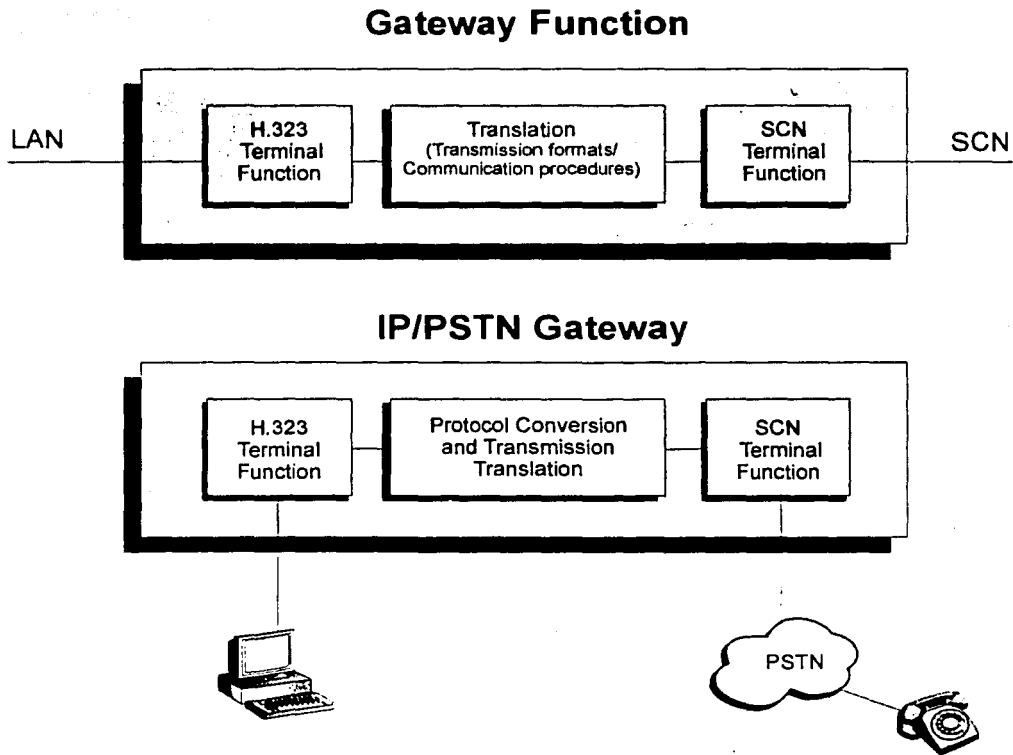 Gateway Function
LAN
H.323
Terminal
Function
Translation
(Transmission formats/
Communication procedures)
SCN
Terminal
Function
SCN
IP/PSTN Gateway
H.323
Terminal
Function
Protocol Conversion
and Transmission
Translation
SCN
Terminal
Function
PSTN